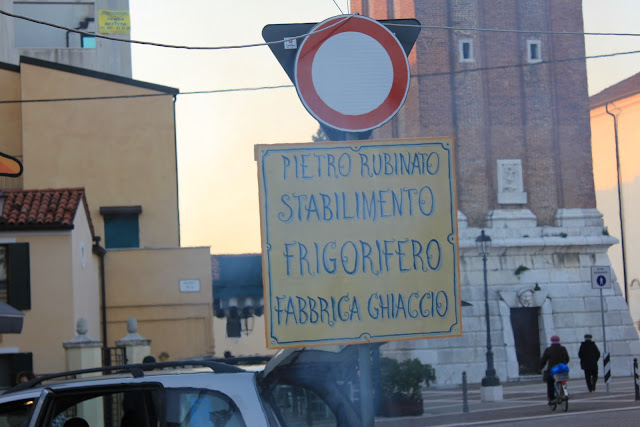 PIETRO RUBINATO
STABILIMENTO
FRIGORIFERO
FABBRICA GHIACCIO